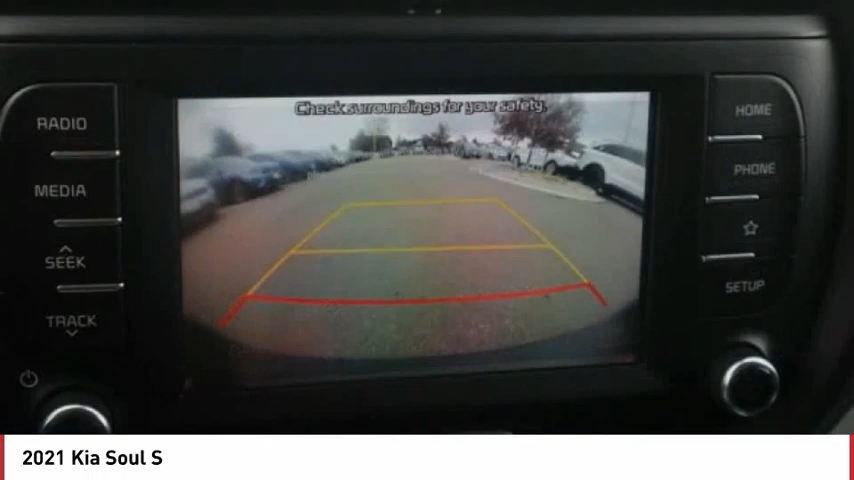 Check surroundings for your safety.
RADIO
MEDIA
SEEK
TRACK
HOME
PHONE
SETUP
2021 Kia Soul S